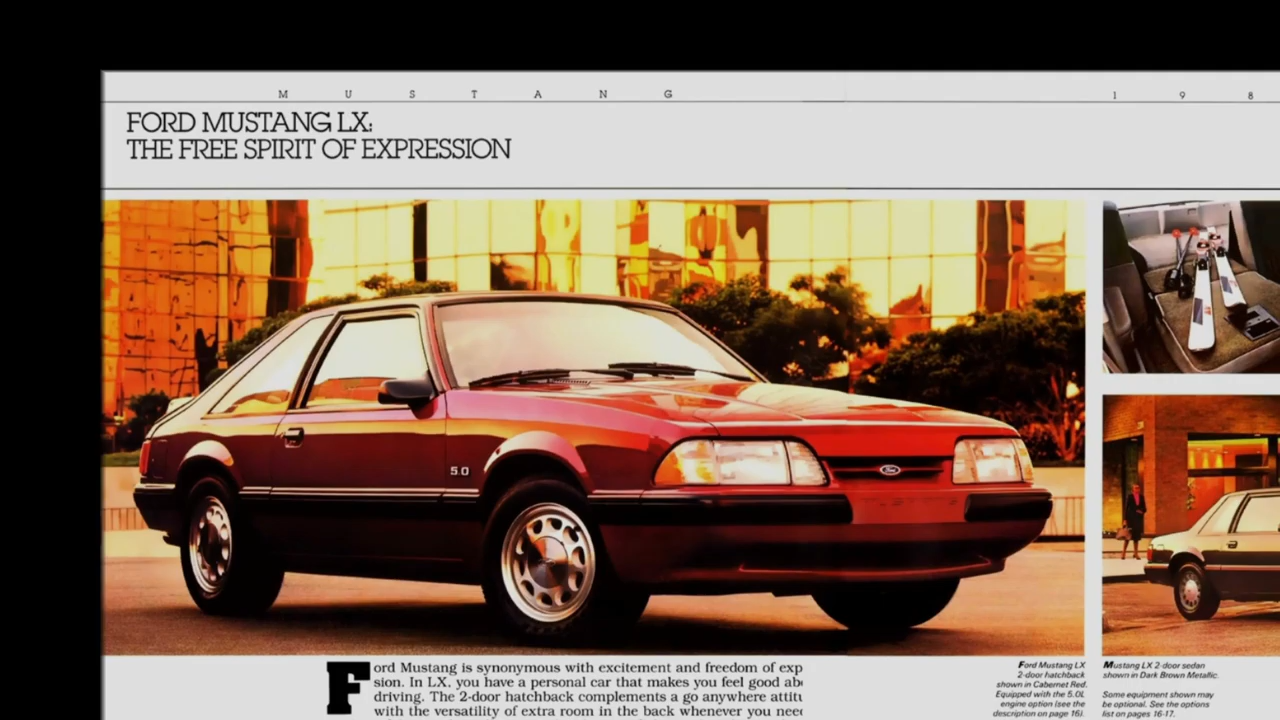 MUSTANG
198
FORD MUSTANG LX:
THE FREE SPIRIT OF EXPRESSION
5.0
Ford
Ford Mustang is synonymous with excitement and freedom of exp
sion. In LX, you have a personal car that makes you feel good ab
driving. The 2-door hatchback complements a go anywhere attitu
with the versatility of extra room in the back whenever you need
Ford Mustang LX
2-door hatchback
shown in Cabernet Red.
Equipped with the 5.0L
engine option (see the
description on page 16).
Mustang LX 2-door sedan
shown in Dark Brown Metallic.
Some equipment shown may
be optional. See the options
list on pages 16-17.